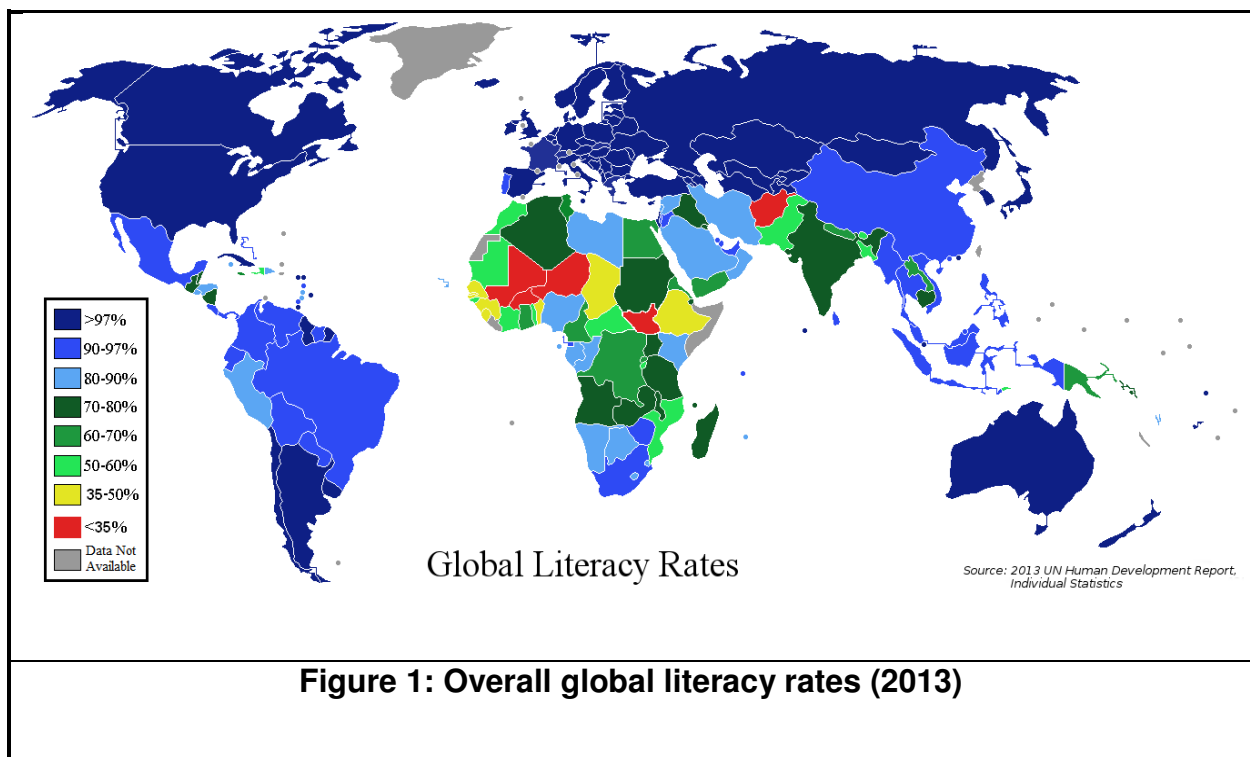 >97%
90-97%
80-90%
70-80%
60-70%
50-60%
35-50%
<35%
Data Not
Available
Global Literacy Rates
Source: 2013 UN Human Development Report,
Individual Statistics
Figure 1: Overall global literacy rates (2013)